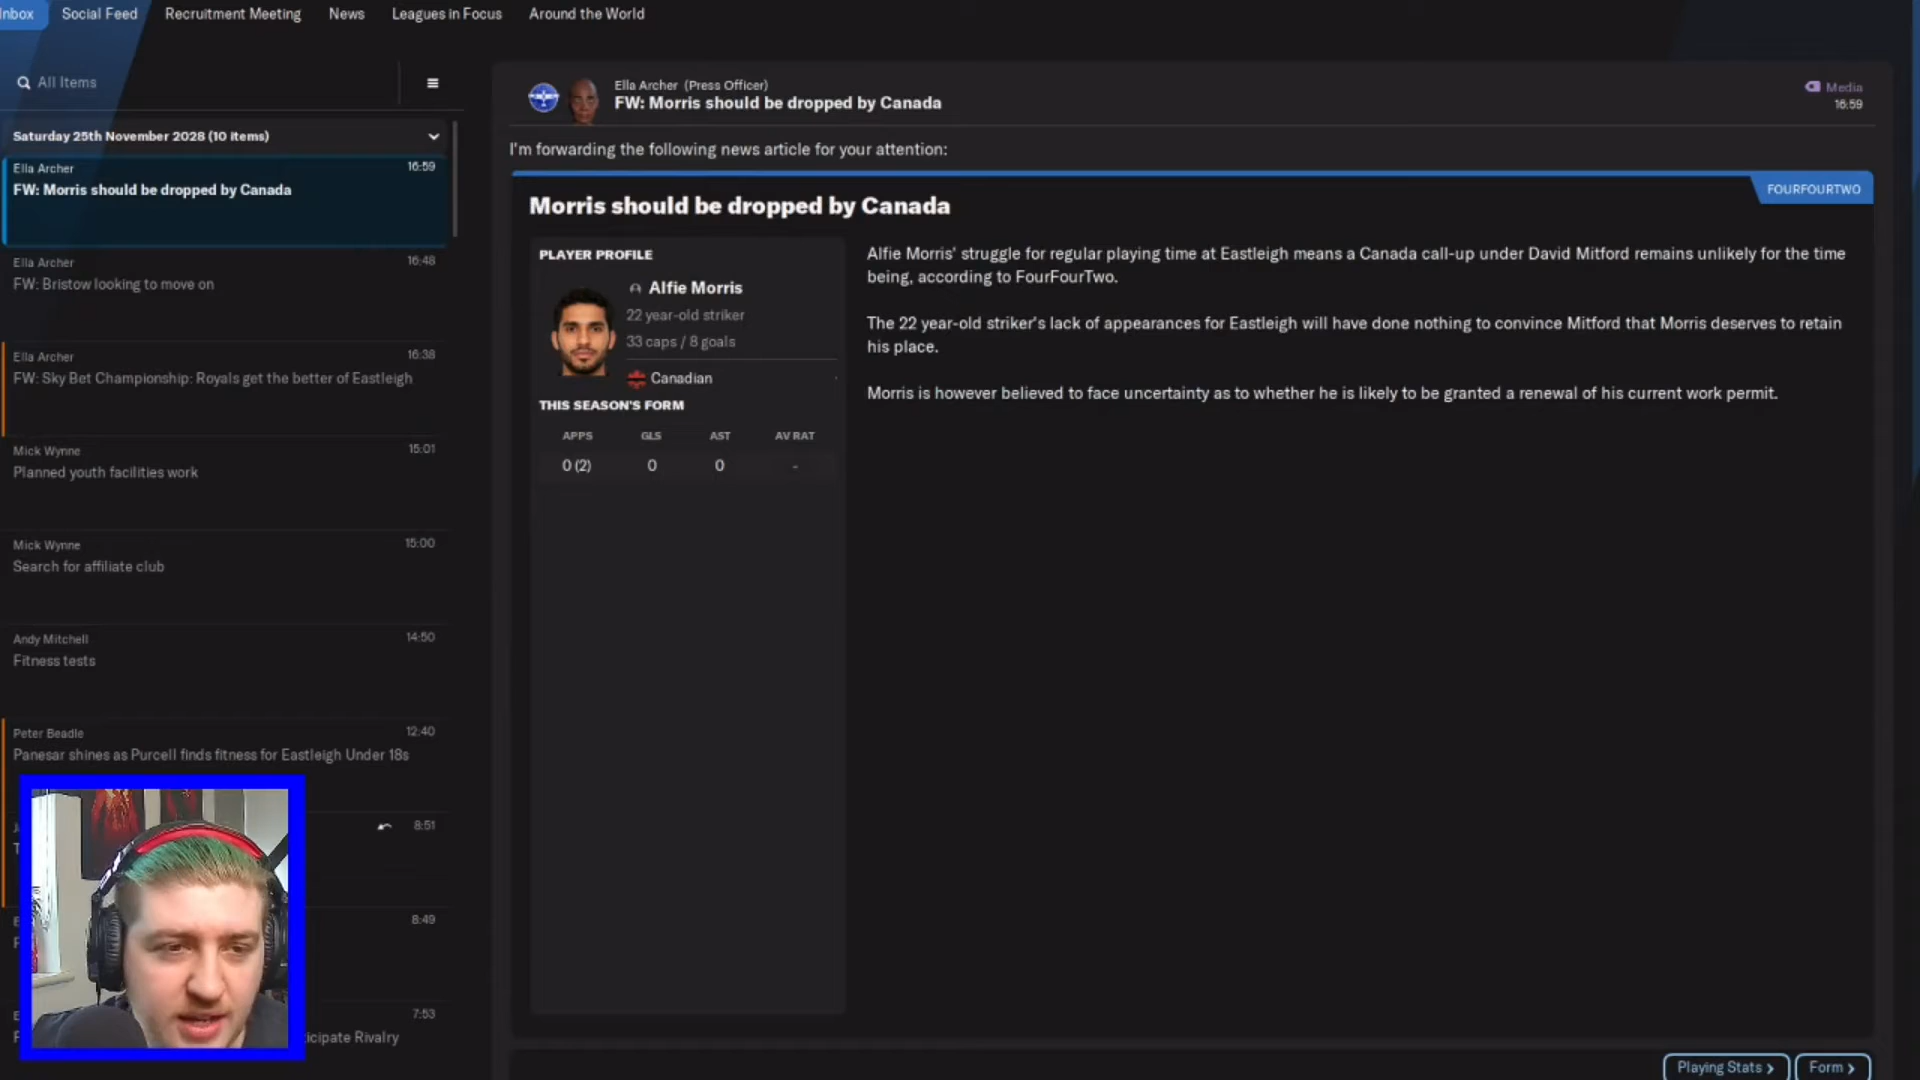 Inbox
Social Feed
Recruitment Meeting
News
Leagues in Focus
Around the World
All Items
Saturday 25th November 2028 (10 items)
Ella Archer 16:59
FW: Morris should be dropped by Canada
Ella Archer 16:48
FW: Bristow looking to move on
Ella Archer 16:38
FW: Sky Bet Championship: Royals get the better of Eastleigh
Mick Wynne 15:01
Planned youth facilities work
Mick Wynne 15:00
Search for affiliate club
Andy Mitchell 14:50
Fitness tests
Peter Beadle 12:40
Panesar shines as Purcell finds fitness for Eastleigh Under 18s
8:51
8:49
7:53
icipate Rivalry
Ella Archer (Press Officer)
FW: Morris should be dropped by Canada
Media
16:59
I'm forwarding the following news article for your attention:
FOURFOURTWO
Morris should be dropped by Canada
PLAYER PROFILE
Alfie Morris
22 year-old striker
33 caps / 8 goals
Canadian
THIS SEASON'S FORM
APPS GLS AST AV RAT
0 (2) 0 0 -
Alfie Morris' struggle for regular playing time at Eastleigh means a Canada call-up under David Mitford remains unlikely for the time
being, according to FourFourTwo.
The 22 year-old striker's lack of appearances for Eastleigh will have done nothing to convince Mitford that Morris deserves to retain
his place.
Morris is however believed to face uncertainty as to whether he is likely to be granted a renewal of his current work permit.
Playing Stats >
Form >